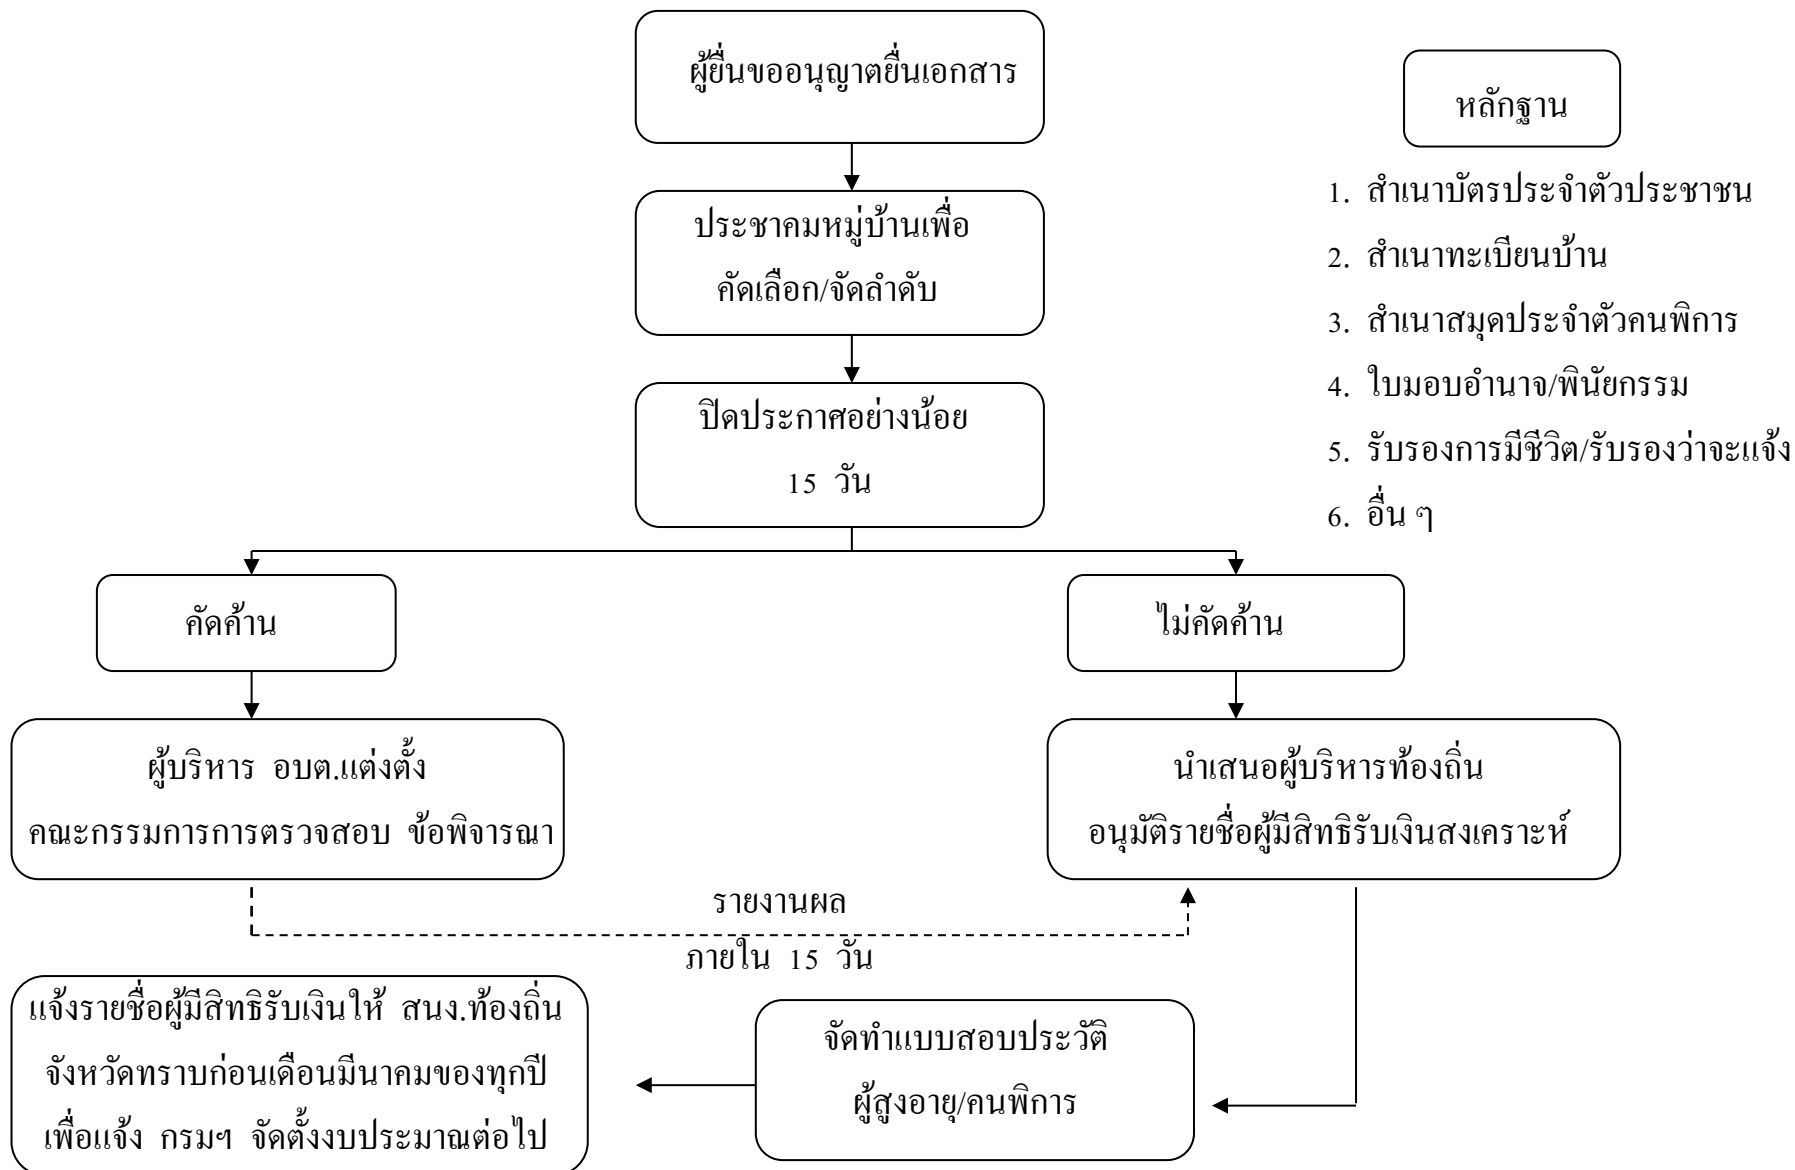 ผู้ยื่นขออนุญาตยื่นเอกสาร
หลักฐาน
1. สำเนาบัตรประจำตัวประชาชน
2. สำเนาทะเบียนบ้าน
3. สำเนาสมุดประจำตัวคนพิการ
4. ใบมอบอำนาจ/พินัยกรรม
5. รับรองการมีชีวิต/รับรองว่าจะแจ้ง
6. อื่น ๆ
ประชาคมหมู่บ้านเพื่อ
คัดเลือก/จัดลำดับ
ปิดประกาศอย่างน้อย
15 วัน
คัดค้าน
ไม่คัดค้าน
ผู้บริหาร อบต.แต่งตั้ง
คณะกรรมการการตรวจสอบ ข้อพิจารณา
นำเสนอผู้บริหารท้องถิ่น
อนุมัติรายชื่อผู้มีสิทธิรับเงินสงเคราะห์
รายงานผล
ภายใน 15 วัน
จัดทำแบบสอบประวัติ
ผู้สูงอายุ/คนพิการ
แจ้งรายชื่อผู้มีสิทธิรับเงินให้ สนง.ท้องถิ่น
จังหวัดทราบก่อนเดือนมีนาคมของทุกปี
เพื่อแจ้ง กรมฯ จัดตั้งงบประมาณต่อไป